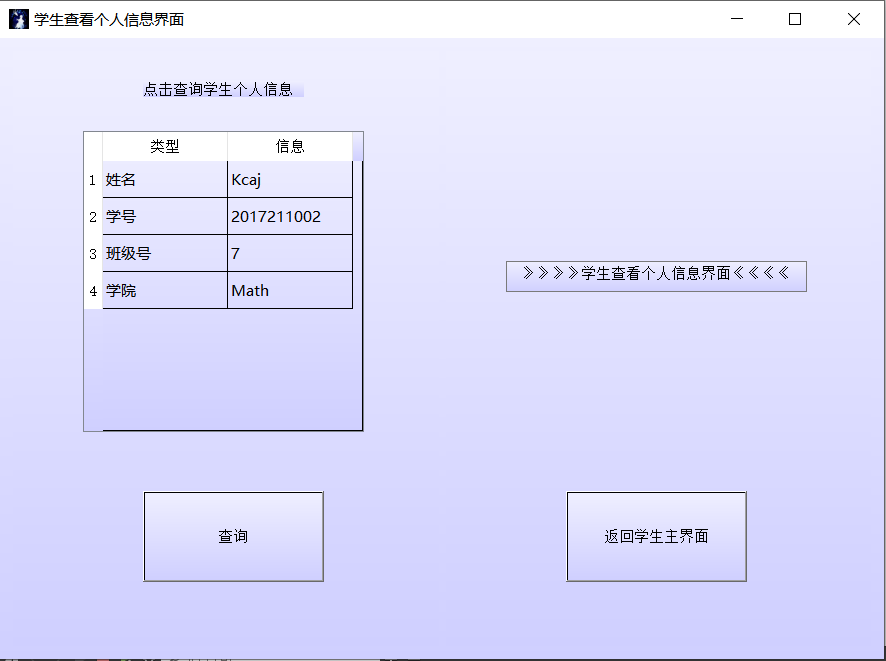 学生查看个人信息界面
点击查询学生个人信息
类型 信息
1 姓名 Kcaj
2 学号 2017211002
3 班级号 7
4 学院 Math
》》》》学生查看个人信息界面《《《《
查询
返回学生主界面